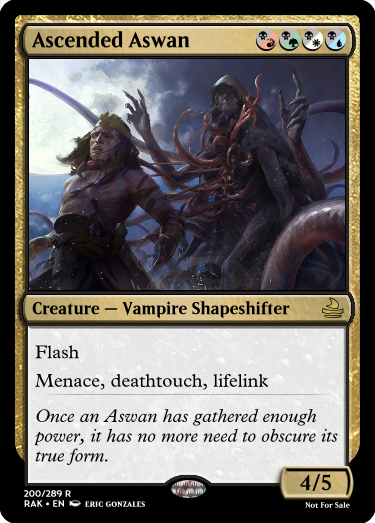 Ascended Aswan
Creature — Vampire Shapeshifter
Flash
Menace, deathtouch, lifelink
Once an Aswan has gathered enough
power, it has no more need to obscure its
true form.
4/5
200/289 R
RAK • EN ERIC GONZALES
Not For Sale